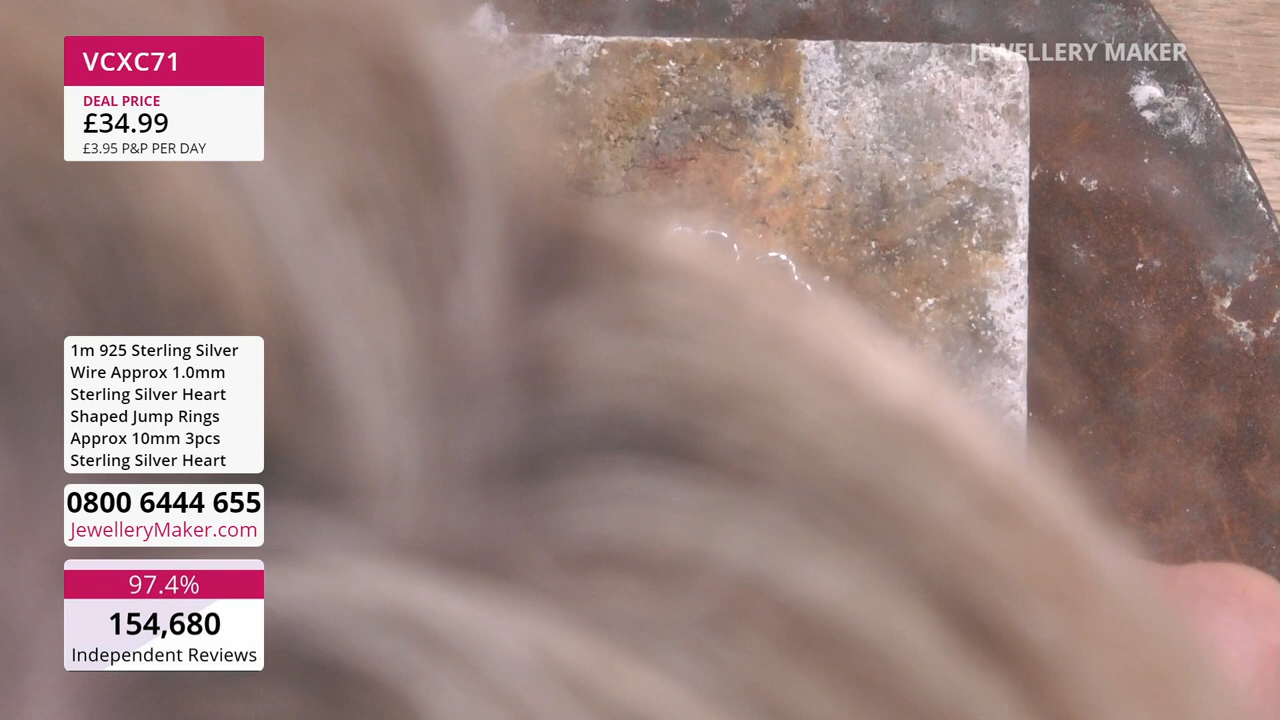 VCXC71
DEAL PRICE
£34.99
£3.95 P&P PER DAY
JEWELLERY MAKER
1m 925 Sterling Silver
Wire Approx 1.0mm
Sterling Silver Heart
Shaped Jump Rings
Approx 10mm 3pcs
Sterling Silver Heart
0800 6444 655
JewelleryMaker.com
97.4%
154,680
Independent Reviews